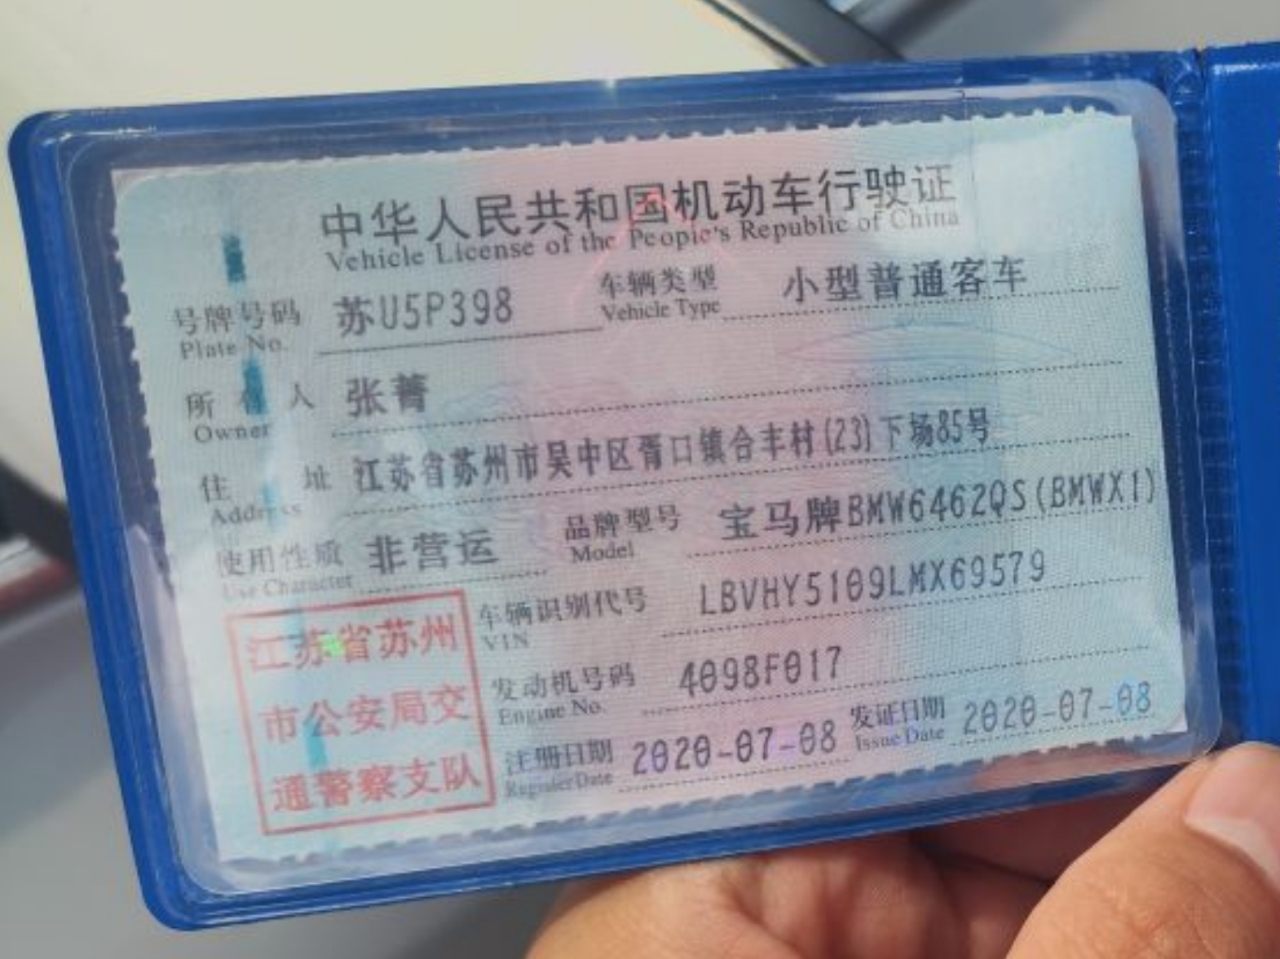 中华人民共和国机动车行驶证
Vehicle License of the People's Republic of China
号牌号码 苏U5P398 车辆类型 小型普通客车
Plate No. Vehicle Type
所有人 张菁
Owner
住址 江苏省苏州市吴中区胥口镇合丰村(23)下场85号
Address
使用性质 非营运 品牌型号 宝马牌BMW6462QS(BMWX1)
Use Character Model
车辆识别代号 LBVHY5109LMX69579
VIN
发动机号码 4098F017
Engine No.
注册日期 2020-07-08 发证日期 2020-07-08
Register Date Issue Date
江苏省苏州
市公安局交
通警察支队